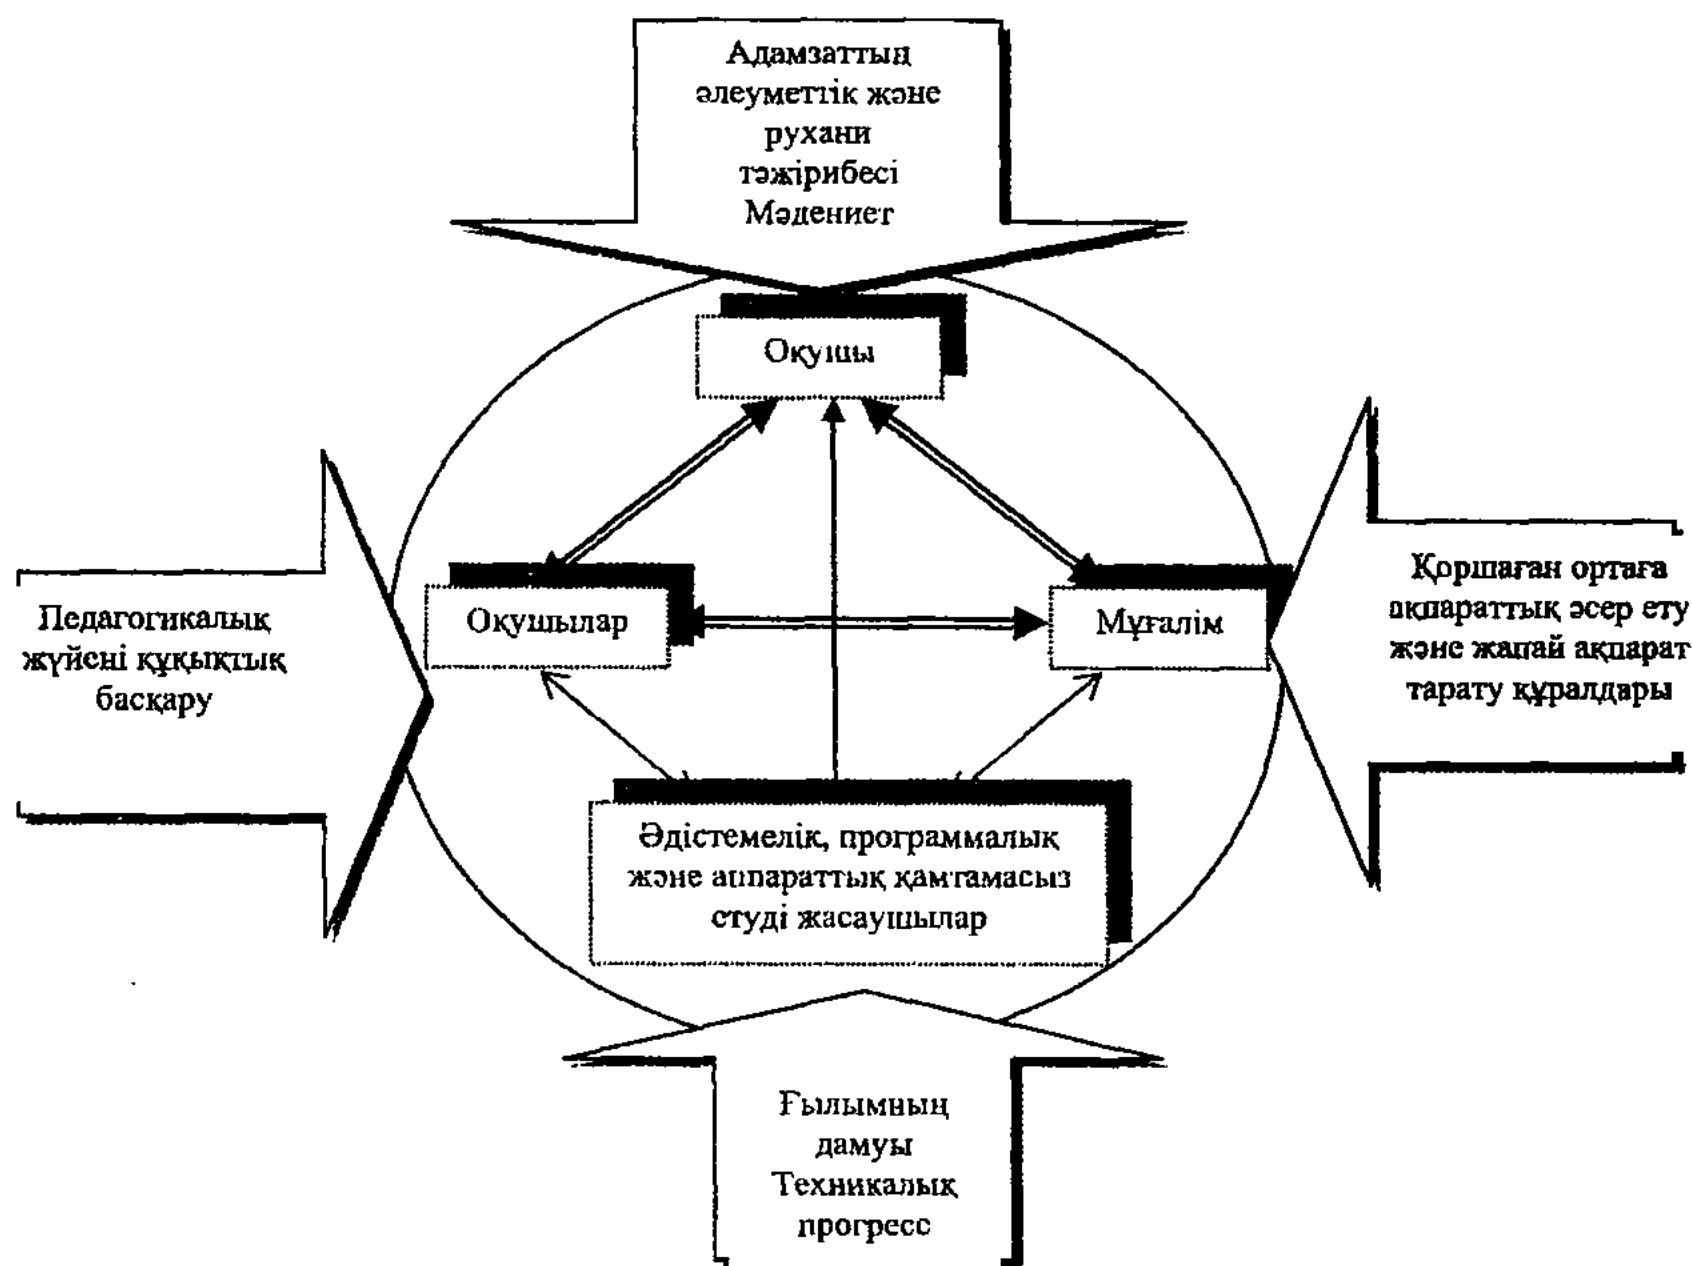 Адамзаттың
әлеуметтік және
рухани
тәжірибесі
Мәдениет
Оқушы
Оқушылар
Мұғалім
Педагогикалық
жүйені құқықтық
басқару
Қоршаған ортаға
ақпараттық әсер ету
және жапай ақпарат
тарату құралдары
Әдістемелік, программалық
және аппараттық қамтамасыз
етуді жасаушылар
Ғылымның
дамуы
Техникалық
прогресс